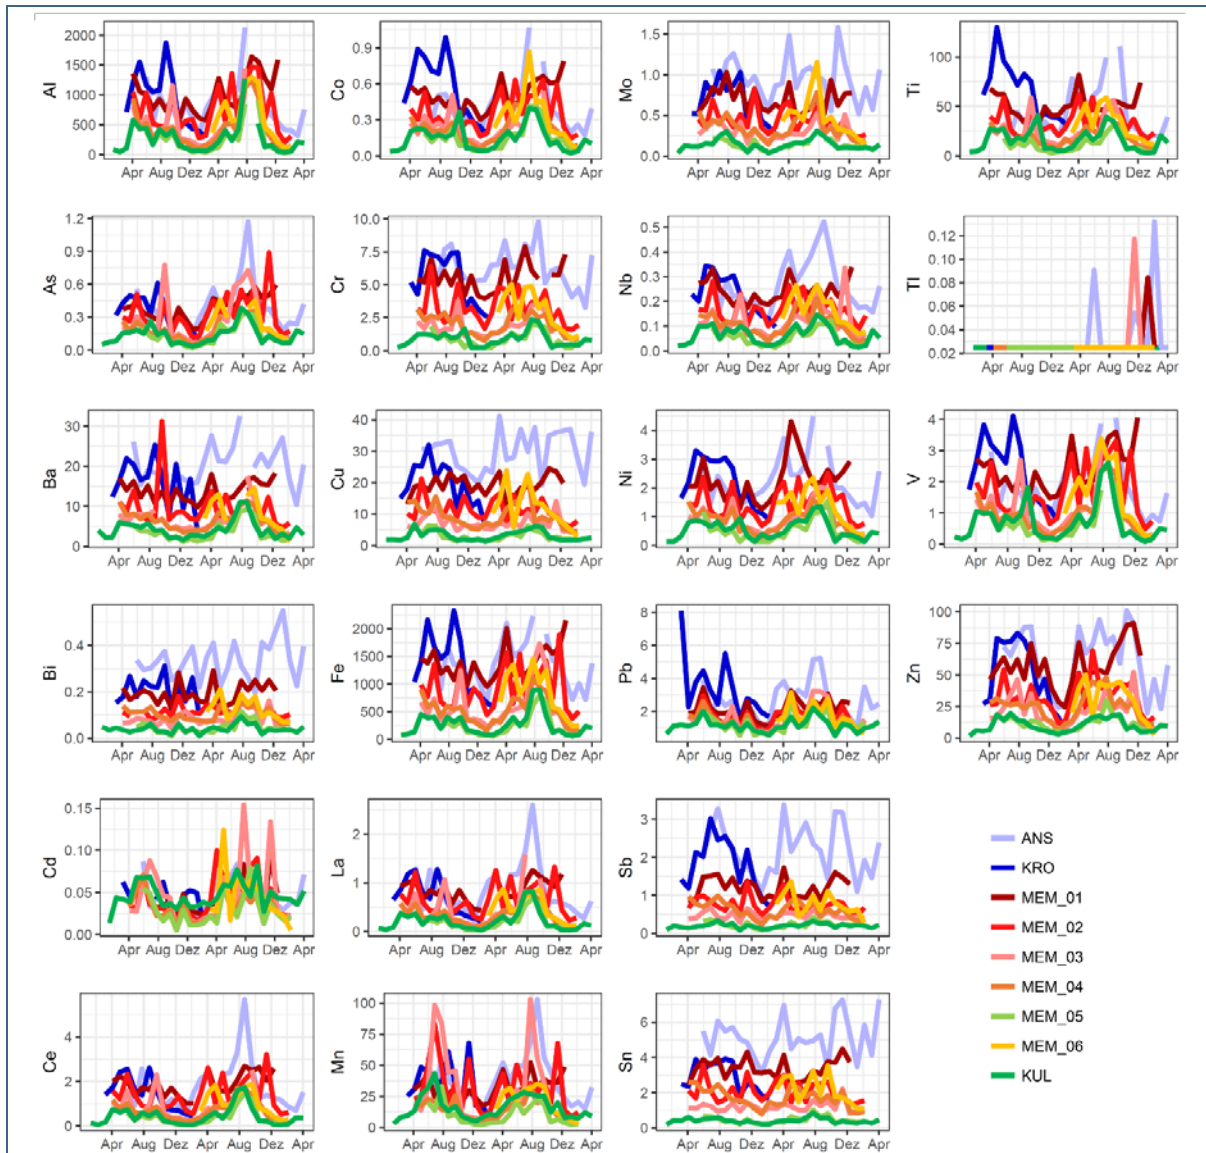 Al
2000
1500
1000
500
0
Apr Aug Dez Apr Aug Dez Apr
Co
0.9
0.6
0.3
0.0
Apr Aug Dez Apr Aug Dez Apr
Mo
1.5
1.0
0.5
0.0
Apr Aug Dez Apr Aug Dez Apr
Ti
100
50
0
Apr Aug Dez Apr Aug Dez Apr
As
1.2
0.9
0.6
0.3
0.0
Apr Aug Dez Apr Aug Dez Apr
Cr
10.0
7.5
5.0
2.5
0.0
Apr Aug Dez Apr Aug Dez Apr
Nb
0.5
0.4
0.3
0.2
0.1
0.0
Apr Aug Dez Apr Aug Dez Apr
Tl
0.12
0.10
0.08
0.06
0.04
0.02
Apr Aug Dez Apr Aug Dez Apr
Ba
30
20
10
0
Apr Aug Dez Apr Aug Dez Apr
Cu
40
30
20
10
0
Apr Aug Dez Apr Aug Dez Apr
Ni
4
3
2
1
0
Apr Aug Dez Apr Aug Dez Apr
V
4
3
2
1
0
Apr Aug Dez Apr Aug Dez Apr
Bi
0.4
0.2
0.0
Apr Aug Dez Apr Aug Dez Apr
Fe
2000
1500
1000
500
0
Apr Aug Dez Apr Aug Dez Apr
Pb
8
6
4
2
Apr Aug Dez Apr Aug Dez Apr
Zn
100
75
50
25
0
Apr Aug Dez Apr Aug Dez Apr
Cd
0.15
0.10
0.05
0.00
Apr Aug Dez Apr Aug Dez Apr
La
2
1
0
Apr Aug Dez Apr Aug Dez Apr
Sb
3
2
1
0
Apr Aug Dez Apr Aug Dez Apr
Ce
4
2
0
Apr Aug Dez Apr Aug Dez Apr
Mn
100
75
50
25
0
Apr Aug Dez Apr Aug Dez Apr
Sn
6
4
2
0
Apr Aug Dez Apr Aug Dez Apr
ANS
KRO
MEM_01
MEM_02
MEM_03
MEM_04
MEM_05
MEM_06
KUL